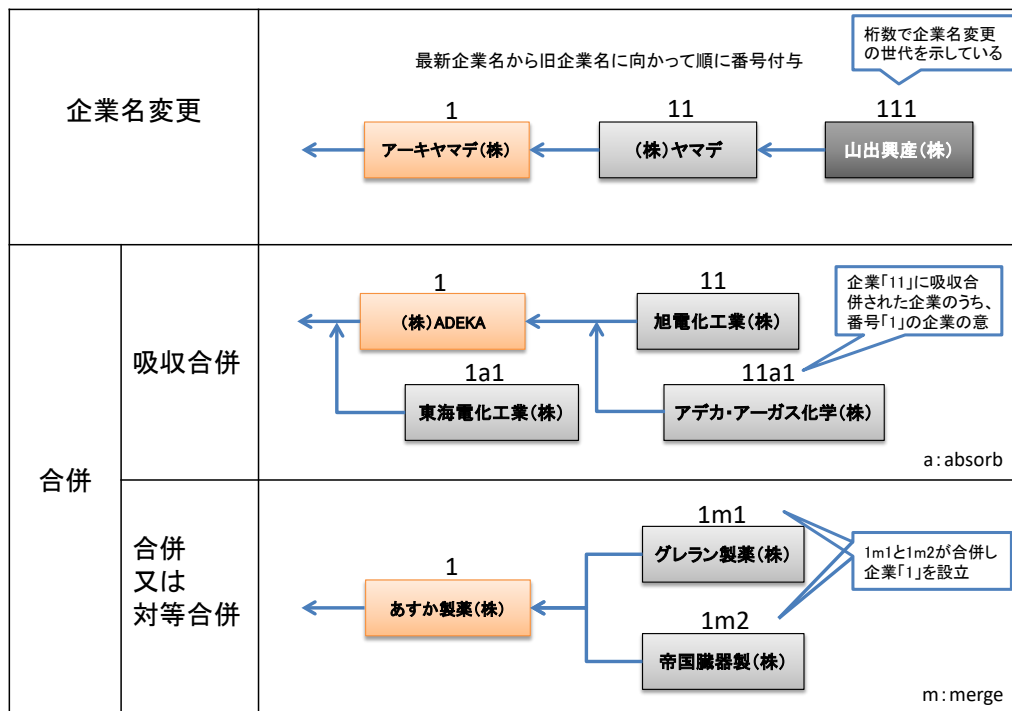 企業名変更
最新企業名から旧企業名に向かって順に番号付与
桁数で企業名変更
の世代を示している
1
11
111
アーキヤマデ(株)
(株)ヤマデ
山出興産(株)
合併
吸収合併
1
11
企業「11」に吸収合
併された企業のうち、
番号「1」の企業の意
(株)ADEKA
旭電化工業(株)
1a1
11a1
東海電化工業(株)
アデカ・アーガス化学(株)
a:absorb
合併
又は
対等合併
1m1
グレラン製薬(株)
1m1と1m2が合併し
企業「1」を設立
1
あすか製薬(株)
1m2
帝国臓器製(株)
m:merge